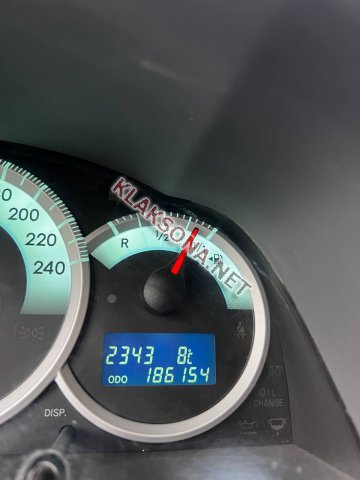 KLAKSONA.NET
200
220
240
R 1/2
2343 8t
ODO 186154
OIL
CHANGE
DISP.